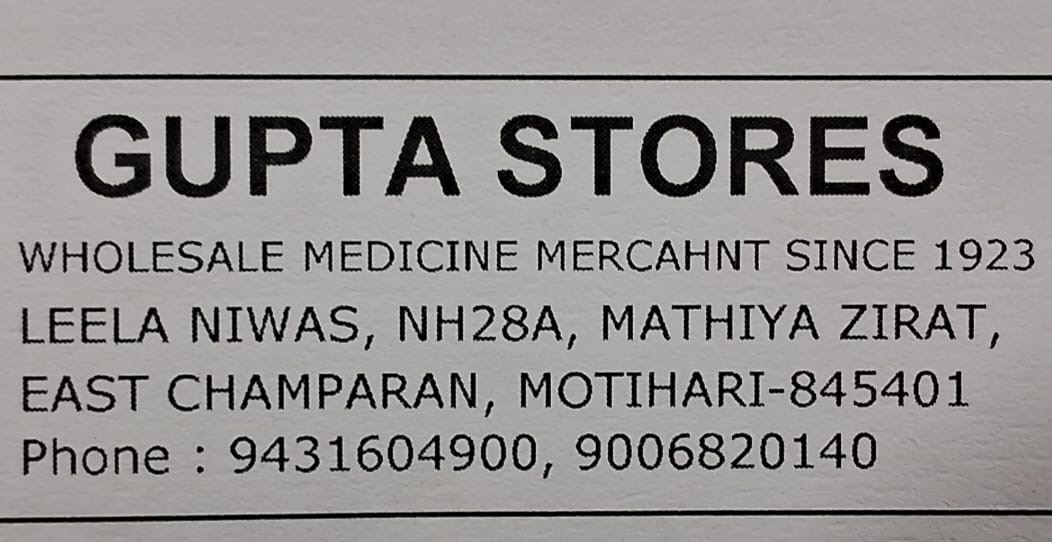 GUPTA STORES
WHOLESALE MEDICINE MERCAHNT SINCE 1923
LEELA NIWAS, NH28A, MATHIYA ZIRAT,
EAST CHAMPARAN, MOTIHARI-845401
Phone : 9431604900, 9006820140